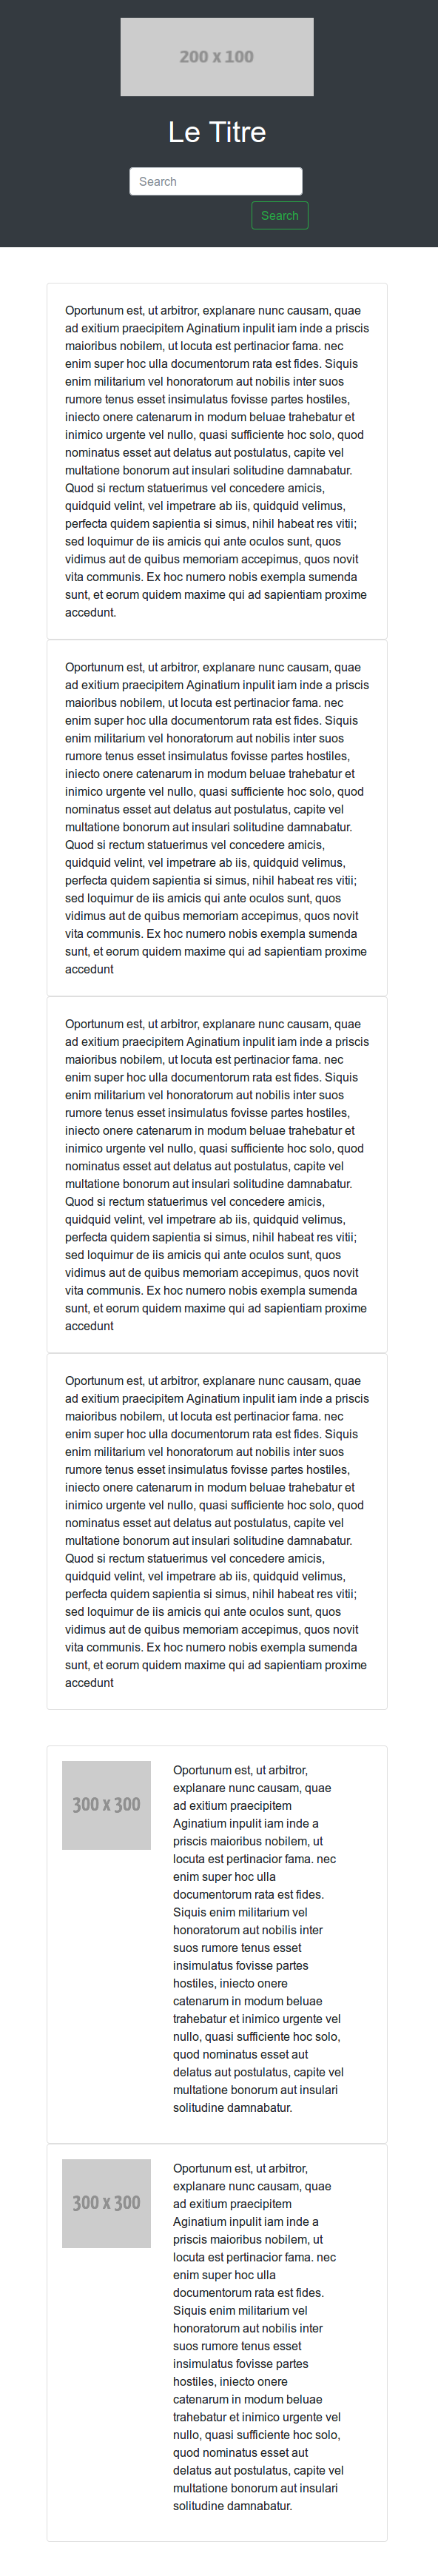 200 x 100
Le Titre
Search
Search
Oportunum est, ut arbitror, explanare nunc causam, quae
ad exitium praecipitem Aginatium inpulit iam inde a priscis
maioribus nobilem, ut locuta est pertinacior fama. nec
enim super hoc ulla documentorum rata est fides. Siquis
enim militarium vel honoratorum aut nobilis inter suos
rumore tenus esset insimulatus fovisse partes hostiles,
iniecto onere catenarum in modum beluae trahebatur et
inimico urgente vel nullo, quasi sufficiente hoc solo, quod
nominatus esset aut delatus aut postulatus, capite vel
multatione bonorum aut insulari solitudine damnabatur.
Quod si rectum statuerimus vel concedere amicis,
quidquid velint, vel impetrare ab iis, quidquid velimus,
perfecta quidem sapientia si simus, nihil habeat res vitii;
sed loquimur de iis amicis qui ante oculos sunt, quos
vidimus aut de quibus memoriam accepimus, quos novit
vita communis. Ex hoc numero nobis exempla sumenda
sunt, et eorum quidem maxime qui ad sapientiam proxime
accedunt.
Oportunum est, ut arbitror, explanare nunc causam, quae
ad exitium praecipitem Aginatium inpulit iam inde a priscis
maioribus nobilem, ut locuta est pertinacior fama. nec
enim super hoc ulla documentorum rata est fides. Siquis
enim militarium vel honoratorum aut nobilis inter suos
rumore tenus esset insimulatus fovisse partes hostiles,
iniecto onere catenarum in modum beluae trahebatur et
inimico urgente vel nullo, quasi sufficiente hoc solo, quod
nominatus esset aut delatus aut postulatus, capite vel
multatione bonorum aut insulari solitudine damnabatur.
Quod si rectum statuerimus vel concedere amicis,
quidquid velint, vel impetrare ab iis, quidquid velimus,
perfecta quidem sapientia si simus, nihil habeat res vitii;
sed loquimur de iis amicis qui ante oculos sunt, quos
vidimus aut de quibus memoriam accepimus, quos novit
vita communis. Ex hoc numero nobis exempla sumenda
sunt, et eorum quidem maxime qui ad sapientiam proxime
accedunt
Oportunum est, ut arbitror, explanare nunc causam, quae
ad exitium praecipitem Aginatium inpulit iam inde a priscis
maioribus nobilem, ut locuta est pertinacior fama. nec
enim super hoc ulla documentorum rata est fides. Siquis
enim militarium vel honoratorum aut nobilis inter suos
rumore tenus esset insimulatus fovisse partes hostiles,
iniecto onere catenarum in modum beluae trahebatur et
inimico urgente vel nullo, quasi sufficiente hoc solo, quod
nominatus esset aut delatus aut postulatus, capite vel
multatione bonorum aut insulari solitudine damnabatur.
Quod si rectum statuerimus vel concedere amicis,
quidquid velint, vel impetrare ab iis, quidquid velimus,
perfecta quidem sapientia si simus, nihil habeat res vitii;
sed loquimur de iis amicis qui ante oculos sunt, quos
vidimus aut de quibus memoriam accepimus, quos novit
vita communis. Ex hoc numero nobis exempla sumenda
sunt, et eorum quidem maxime qui ad sapientiam proxime
accedunt
Oportunum est, ut arbitror, explanare nunc causam, quae
ad exitium praecipitem Aginatium inpulit iam inde a priscis
maioribus nobilem, ut locuta est pertinacior fama. nec
enim super hoc ulla documentorum rata est fides. Siquis
enim militarium vel honoratorum aut nobilis inter suos
rumore tenus esset insimulatus fovisse partes hostiles,
iniecto onere catenarum in modum beluae trahebatur et
inimico urgente vel nullo, quasi sufficiente hoc solo, quod
nominatus esset aut delatus aut postulatus, capite vel
multatione bonorum aut insulari solitudine damnabatur.
Quod si rectum statuerimus vel concedere amicis,
quidquid velint, vel impetrare ab iis, quidquid velimus,
perfecta quidem sapientia si simus, nihil habeat res vitii;
sed loquimur de iis amicis qui ante oculos sunt, quos
vidimus aut de quibus memoriam accepimus, quos novit
vita communis. Ex hoc numero nobis exempla sumenda
sunt, et eorum quidem maxime qui ad sapientiam proxime
accedunt
300 x 300
Oportunum est, ut arbitror,
explanare nunc causam, quae
ad exitium praecipitem
Aginatium inpulit iam inde a
priscis maioribus nobilem, ut
locuta est pertinacior fama. nec
enim super hoc ulla
documentorum rata est fides.
Siquis enim militarium vel
honoratorum aut nobilis inter
suos rumore tenus esset
insimulatus fovisse partes
hostiles, iniecto onere
catenarum in modum beluae
trahebatur et inimico urgente vel
nullo, quasi sufficiente hoc solo,
quod nominatus esset aut
delatus aut postulatus, capite vel
multatione bonorum aut insulari
solitudine damnabatur.
300 x 300
Oportunum est, ut arbitror,
explanare nunc causam, quae
ad exitium praecipitem
Aginatium inpulit iam inde a
priscis maioribus nobilem, ut
locuta est pertinacior fama. nec
enim super hoc ulla
documentorum rata est fides.
Siquis enim militarium vel
honoratorum aut nobilis inter
suos rumore tenus esset
insimulatus fovisse partes
hostiles, iniecto onere
catenarum in modum beluae
trahebatur et inimico urgente vel
nullo, quasi sufficiente hoc solo,
quod nominatus esset aut
delatus aut postulatus, capite vel
multatione bonorum aut insulari
solitudine damnabatur.